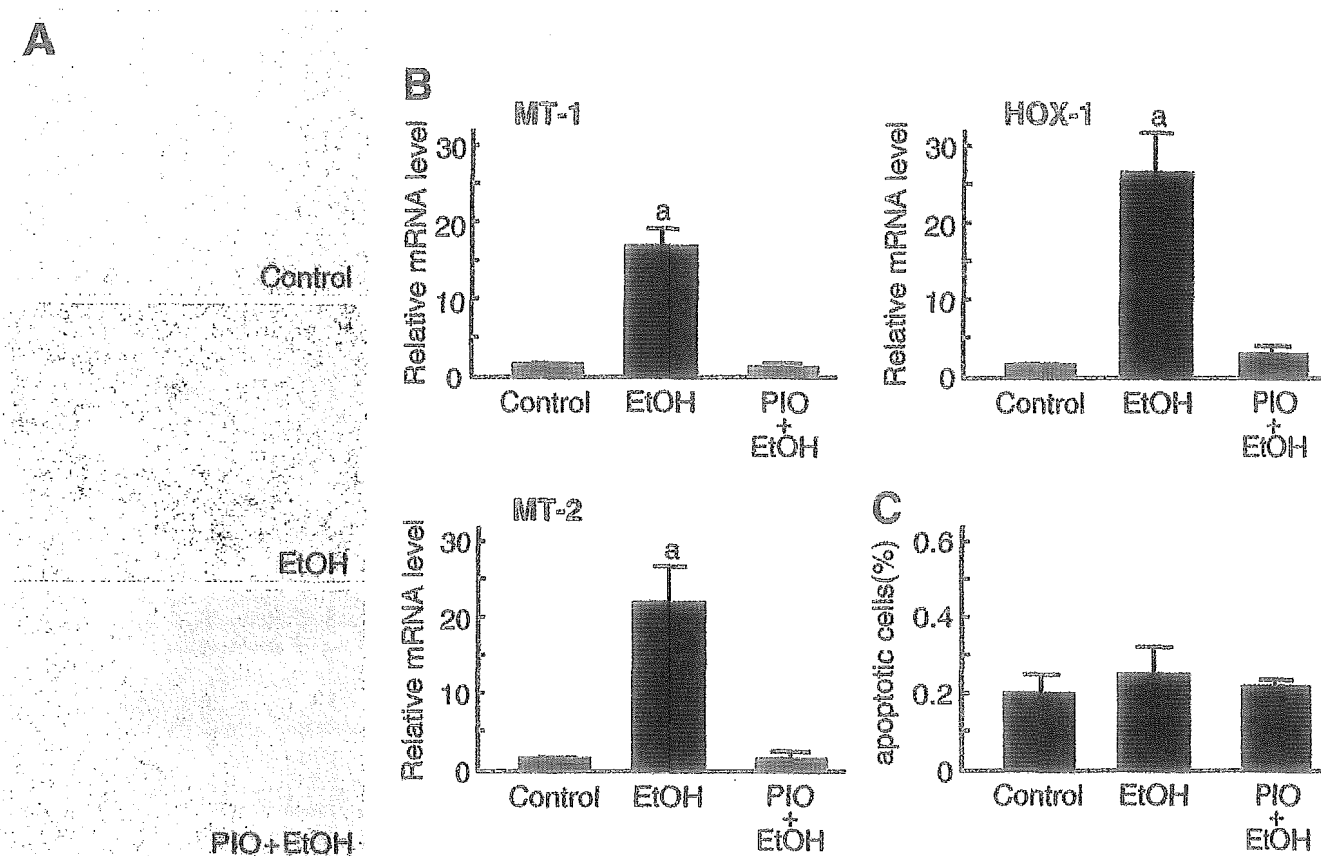 A
Control
EtOH
PIO+EtOH
B
MT-1
Relative mRNA level
30
20
10
0
a
Control
EtOH
PIO
+
EtOH
HOX-1
Relative mRNA level
30
20
10
0
a
Control
EtOH
PIO
+
EtOH
MT-2
Relative mRNA level
30
20
10
0
a
Control
EtOH
PIO
+
EtOH
C
apoptotic cells(%)
0.6
0.4
0.2
0
Control
EtOH
PIO
+
EtOH